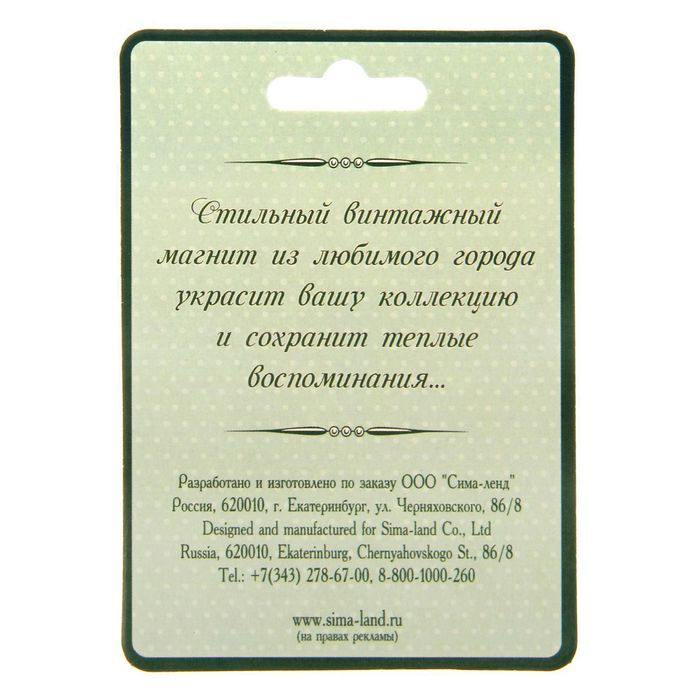 Стильный винтажный
магнит из любимого города
украсит вашу коллекцию
и сохранит теплые
воспоминания...
Разработано и изготовлено по заказу ООО "Сима-ленд"
Россия, 620010, г. Екатеринбург, ул. Черняховского, 86/8
Designed and manufactured for Sima-land Co., Ltd
Russia, 620010, Ekaterinburg, Chernyahovskogo St., 86/8
Tel.: +7(343) 278-67-00, 8-800-1000-260
www.sima-land.ru
(на правах рекламы)